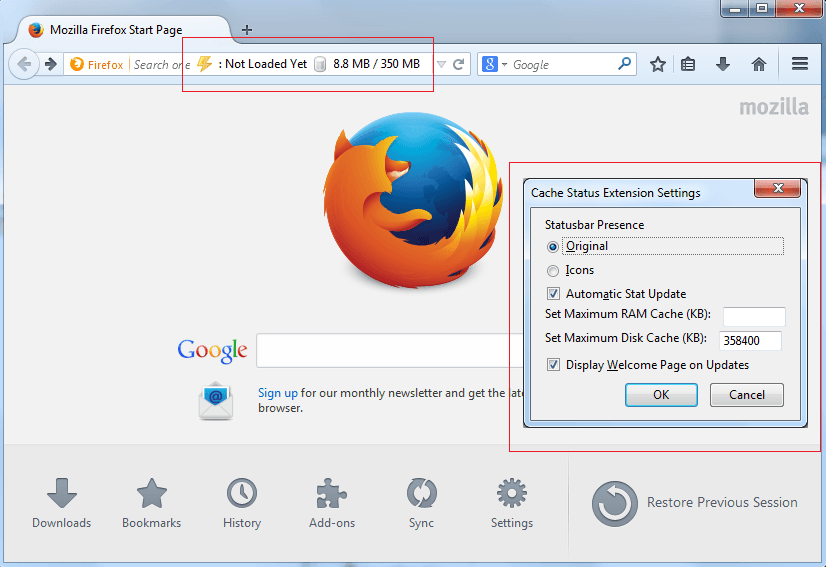 Mozilla Firefox Start Page
Firefox Search one : Not Loaded Yet 8.8 MB / 350 MB
8 Google
mozilla
Cache Status Extension Settings
Statusbar Presence
Original
Icons
Automatic Stat Update
Set Maximum RAM Cache (KB):
Set Maximum Disk Cache (KB): 358400
Display Welcome Page on Updates
OK Cancel
Google
Sign up for our monthly newsletter and get the late
browser.
Downloads Bookmarks History Add-ons Sync Settings
Restore Previous Session